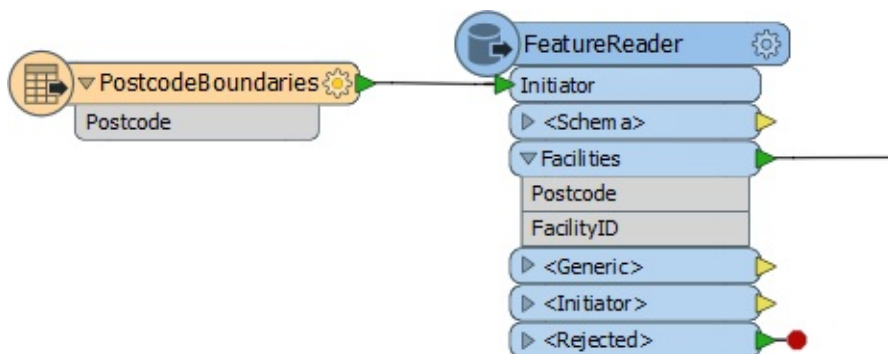 PostcodeBoundaries
Postcode
FeatureReader
Initiator
<Schema>
Facilities
Postcode
FacilityID
<Generic>
<Initiator>
<Rejected>